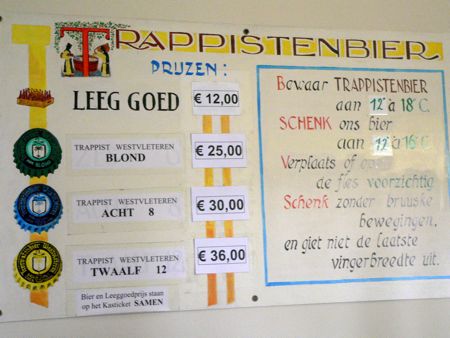 TRAPPISTENBIER
PRIJZEN:
LEEG GOED € 12,00
TRAPPIST WESTVLETEREN
BLOND
€ 25,00
TRAPPIST WESTVLETEREN
ACHT 8
€ 30,00
TRAPPIST WESTVLETEREN
TWAALF 12
€ 36,00
Bier en Leeggoedprijs staan
op het Kasticket SAMEN
Bewaar TRAPPISTENBIER
aan 12° à 18°C.
SCHENK ons bier
aan 12° à 16°C.
Verplaats of
de fles voorzichtig
Schenk zonder bruuske
bewegingen,
en giet niet de laatste
vingerbreedte uit.